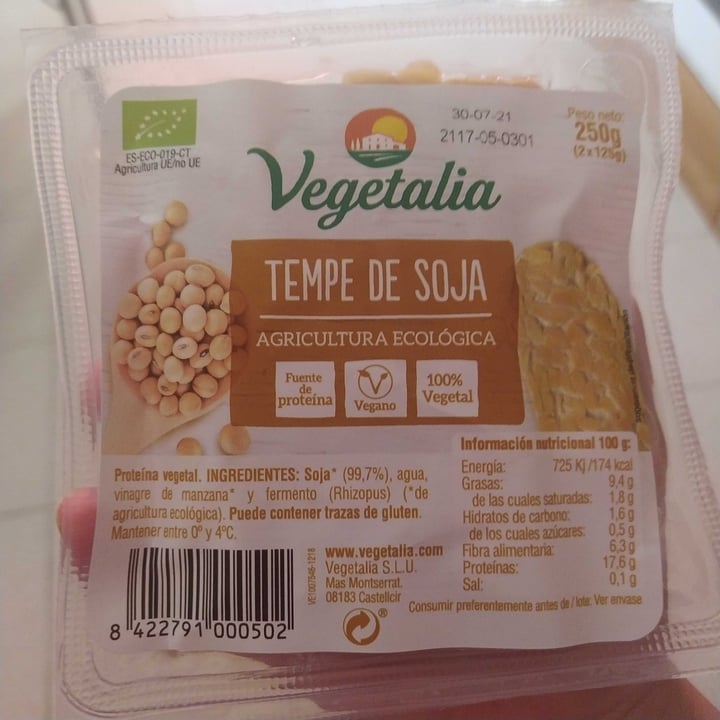 ES-ECO-019-CT
Agricultura UE/no UE
30-07-21
2117-05-0301
Peso neto:
250g
(2x125g)
Vegetalia
TEMPE DE SOJA
AGRICULTURA ECOLÓGICA
Fuente
de
proteína
V
Vegano
100%
Vegetal
Proteína vegetal. INGREDIENTES: Soja* (99,7%), agua,
vinagre de manzana* y fermento (Rhizopus) (*de
agricultura ecológica). Puede contener trazas de gluten.
Mantener entre 0º y 4ºC.
Información nutricional 100 g:
Energía: 725 Kj/174 kcal
Grasas: 9,4 g
de las cuales saturadas: 1,8 g
Hidratos de carbono: 1,6 g
de los cuales azúcares: 0,5 g
Fibra alimentaria: 6,3 g
Proteínas: 17,6 g
Sal: 0,1 g
Consumir preferentemente antes de / lote: Ver envase
8 422791 000502
VE1007546-1218
www.vegetalia.com
Vegetalia S.L.U.
Mas Montserrat.
08183 Castellcir
®